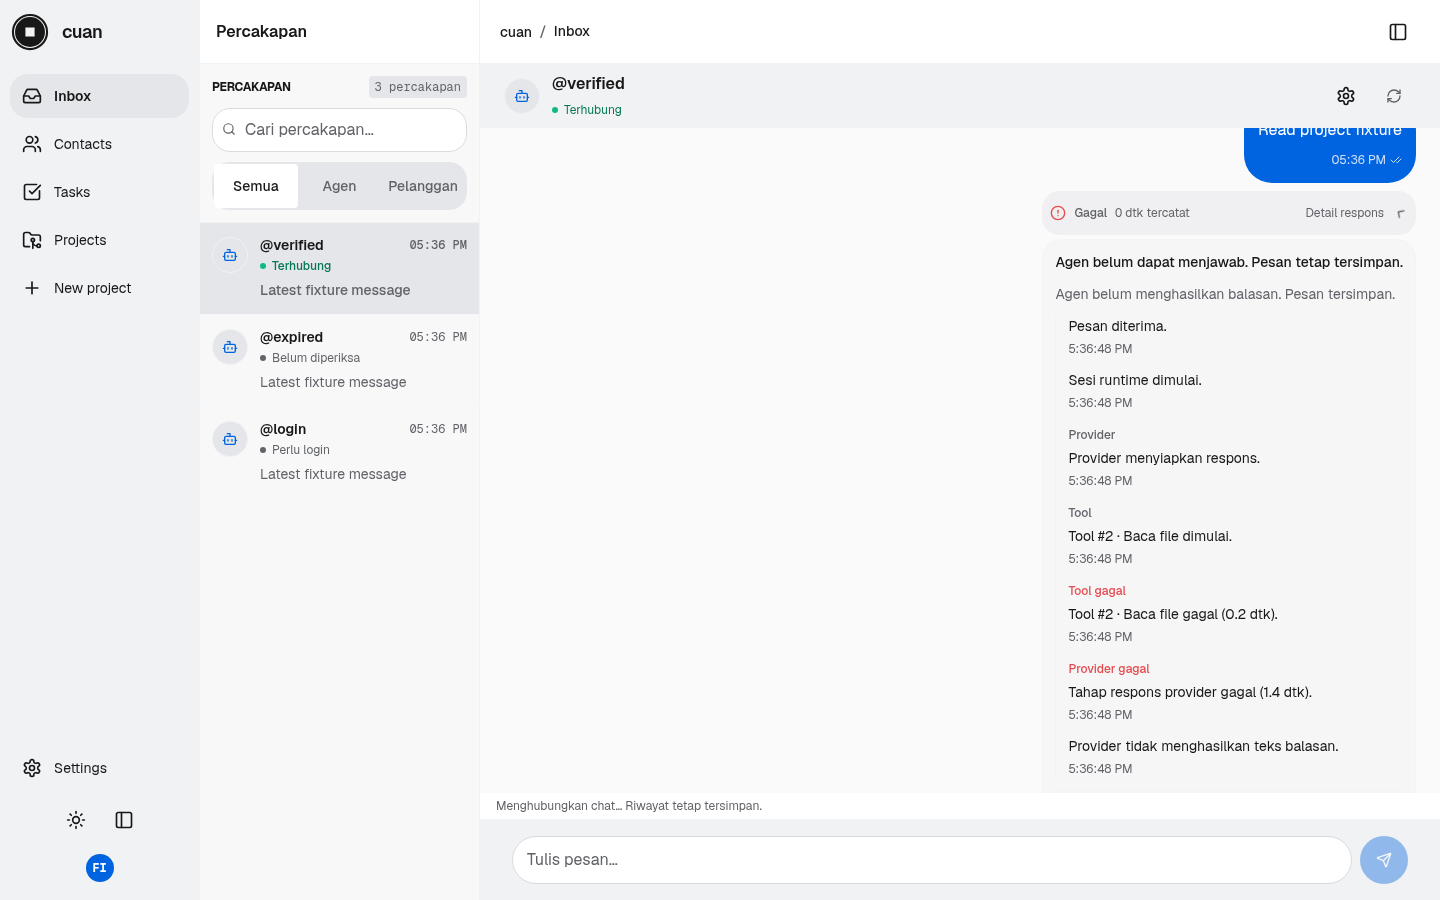 cuan
Inbox
Contacts
Tasks
Projects
New project
Settings
FI
Percakapan
PERCAKAPAN
3 percakapan
Cari percakapan...
Semua
Agen
Pelanggan
@verified
05:36 PM
Terhubung
Latest fixture message
@expired
05:36 PM
Belum diperiksa
Latest fixture message
@login
05:36 PM
Perlu login
Latest fixture message
cuan / Inbox
@verified
Terhubung
Read project fixture
05:36 PM
Gagal 0 dtk tercatat
Detail respons
Agen belum dapat menjawab. Pesan tetap tersimpan.
Agen belum menghasilkan balasan. Pesan tersimpan.
Pesan diterima.
5:36:48 PM
Sesi runtime dimulai.
5:36:48 PM
Provider
Provider menyiapkan respons.
5:36:48 PM
Tool
Tool #2 · Baca file dimulai.
5:36:48 PM
Tool gagal
Tool #2 · Baca file gagal (0.2 dtk).
5:36:48 PM
Provider gagal
Tahap respons provider gagal (1.4 dtk).
5:36:48 PM
Provider tidak menghasilkan teks balasan.
5:36:48 PM
Menghubungkan chat... Riwayat tetap tersimpan.
Tulis pesan...